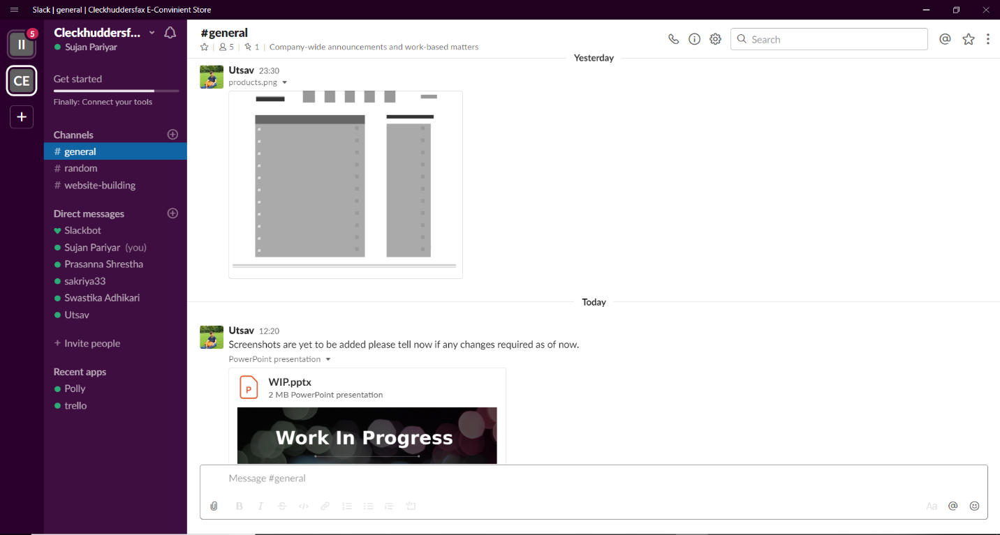 Slack | general | Cleckhuddersfax E-Convinient Store
II
5
CE
+
Cleckhuddersf...
Sujan Pariyar
Get started
Finally: Connect your tools
Channels
# general
# random
# website-building
Direct messages
Slackbot
Sujan Pariyar (you)
Prasanna Shrestha
sakriya33
Swastika Adhikari
Utsav
+ Invite people
Recent apps
Polly
trello
#general
5 | 1 | Company-wide announcements and work-based matters
Search
Yesterday
Utsav 23:30
products.png
Today
Utsav 12:20
Screenshots are yet to be added please tell now if any changes required as of now.
PowerPoint presentation
P
WIP.pptx
2 MB PowerPoint presentation
Work In Progress
Message #general
B I S </> Aa @